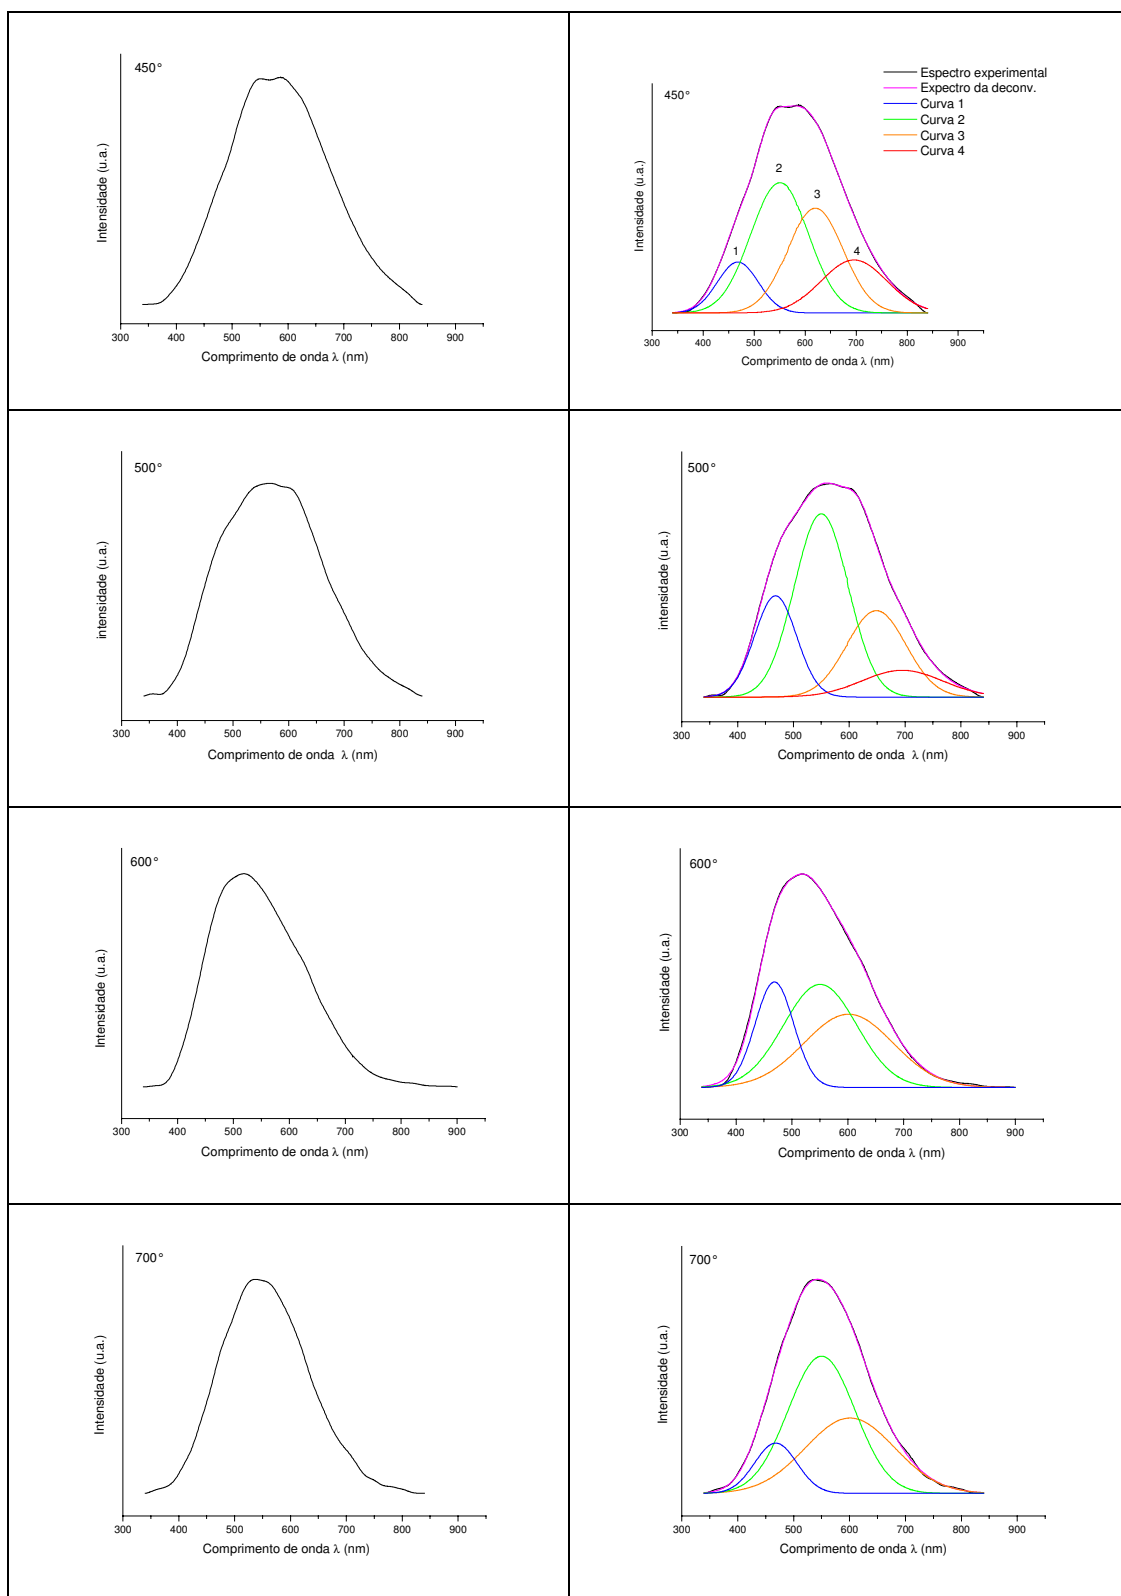 450°
Intensidade (u.a.)
300 400 500 600 700 800 900
Comprimento de onda λ (nm)
450°
Espectro experimental
Expectro da deconv.
Curva 1
Curva 2
Curva 3
Curva 4
2
3
1
4
Intensidade (u.a.)
300 400 500 600 700 800 900
Comprimento de onda λ (nm)
500°
intensidade (u.a.)
300 400 500 600 700 800 900
Comprimento de onda λ (nm)
500°
intensidade (u.a.)
300 400 500 600 700 800 900
Comprimento de onda λ (nm)
600°
Intensidade (u.a.)
300 400 500 600 700 800 900
Comprimento de onda λ (nm)
600°
Intensidade (u.a.)
300 400 500 600 700 800 900
Comprimento de onda λ (nm)
700°
Intensidade (u.a.)
300 400 500 600 700 800 900
Comprimento de onda λ (nm)
700°
Intensidade (u.a.)
300 400 500 600 700 800 900
Comprimento de onda λ (nm)